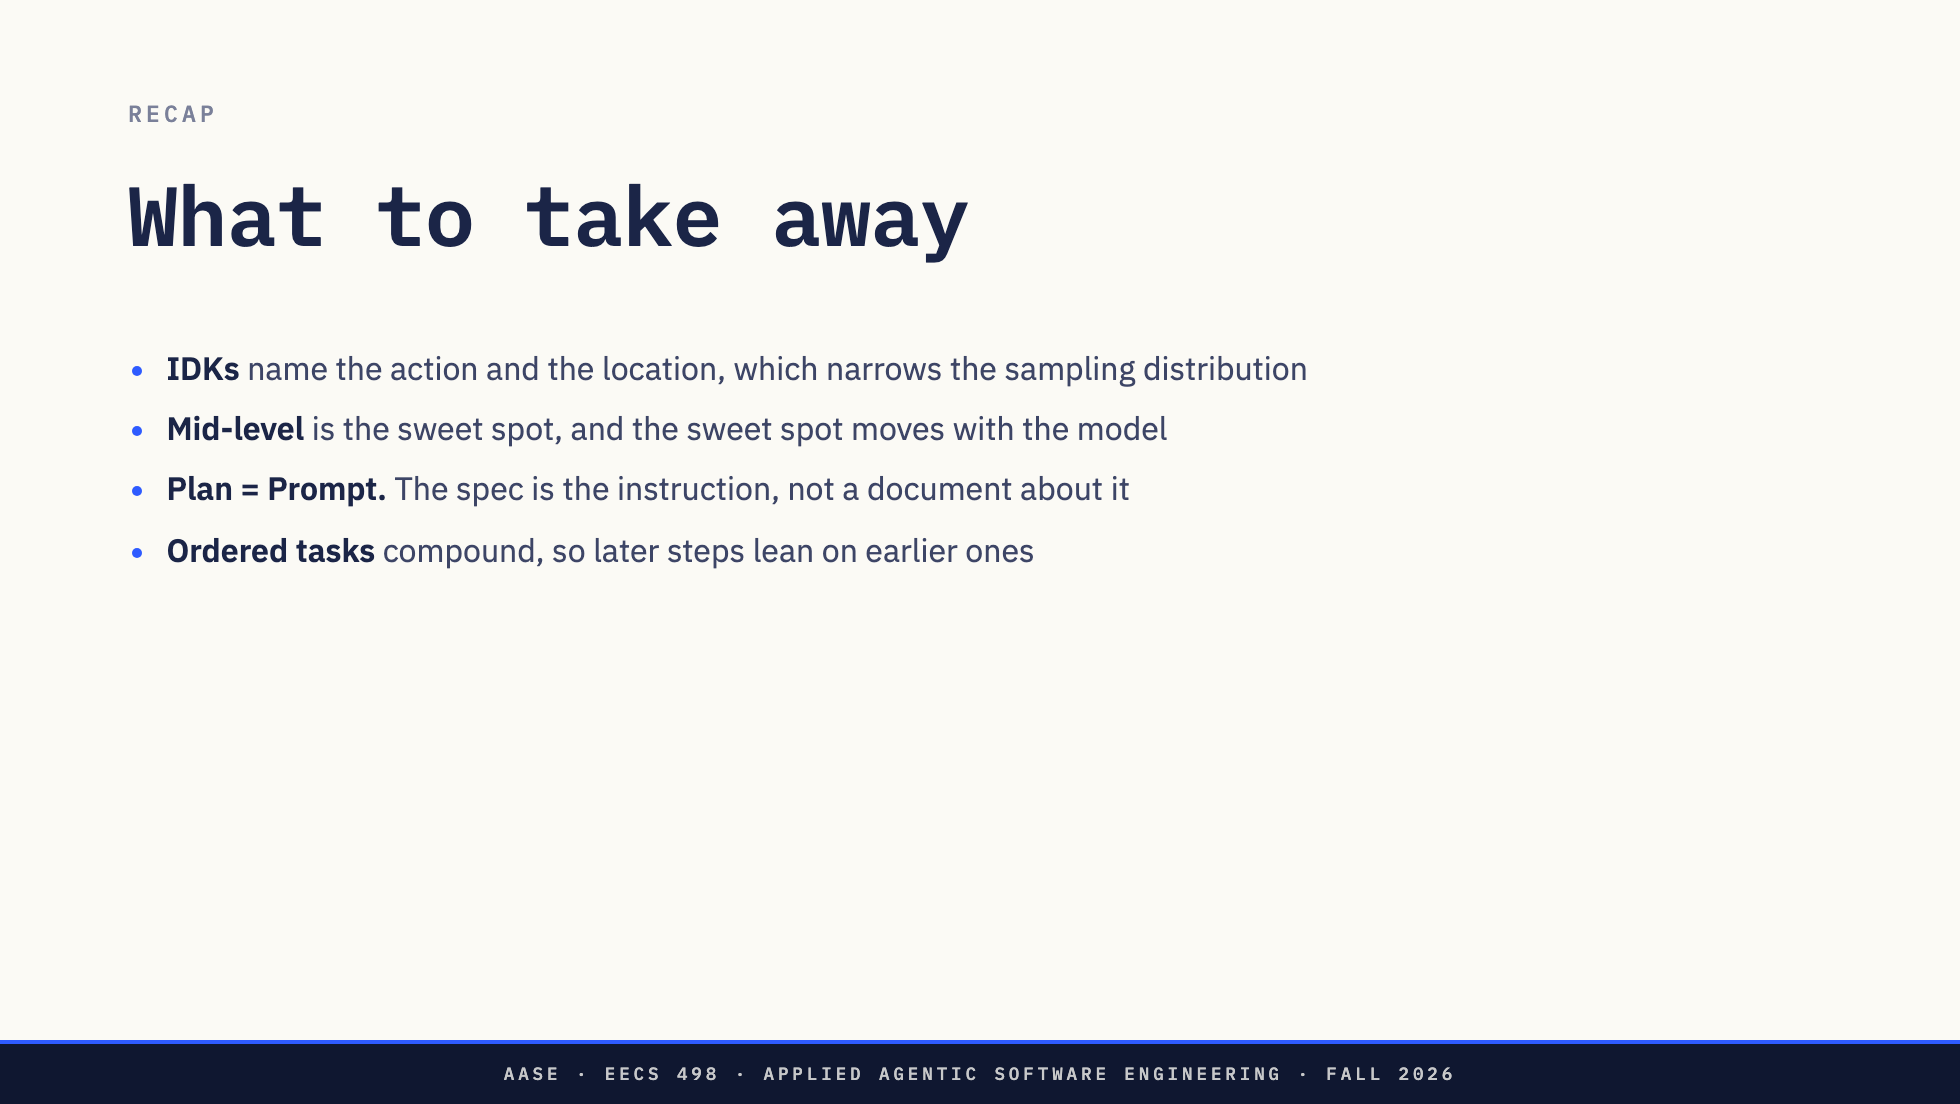 RECAP
What to take away
• IDKs name the action and the location, which narrows the sampling distribution
• Mid-level is the sweet spot, and the sweet spot moves with the model
• Plan = Prompt. The spec is the instruction, not a document about it
• Ordered tasks compound, so later steps lean on earlier ones
AASE · EECS 498 · APPLIED AGENTIC SOFTWARE ENGINEERING · FALL 2026